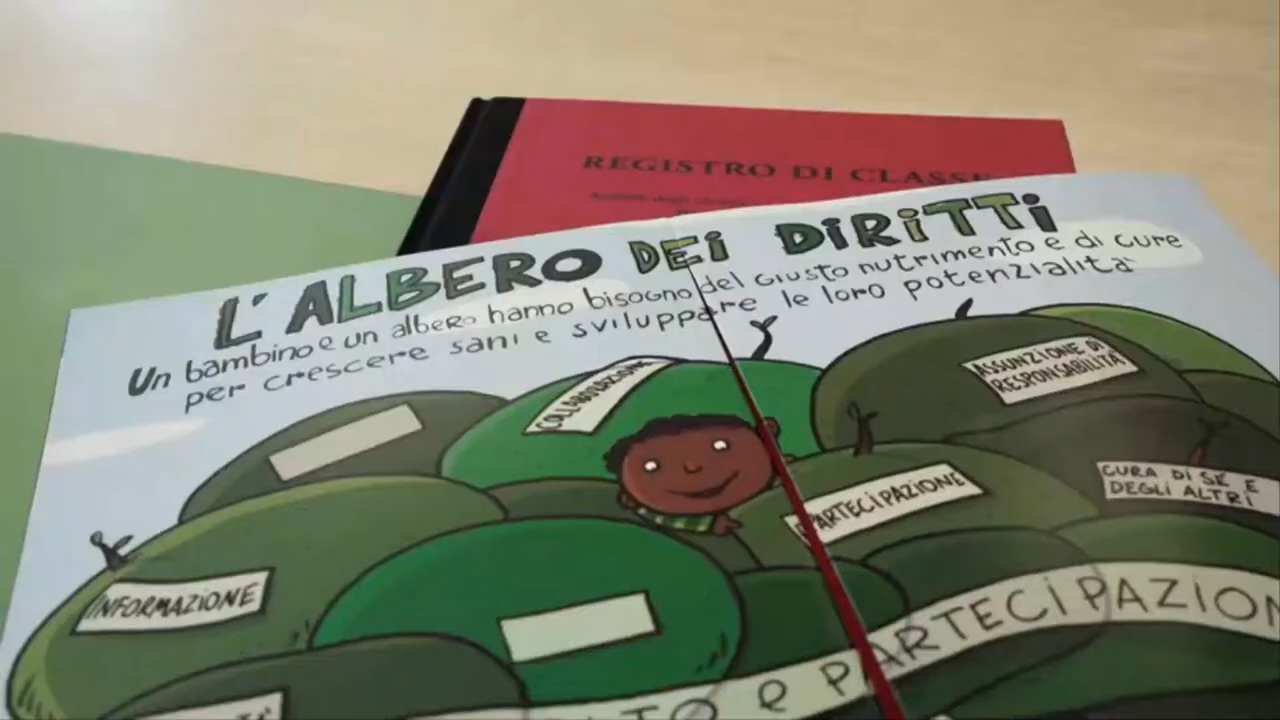 REGISTRO DI CLASSE
L'ALBERO DEI DIRITTI
Un bambino e un albero hanno bisogno del giusto nutrimento e di cure
per crescere sani e sviluppare le loro potenzialità
COLLABORAZIONE
ASSUNZIONE DI
RESPONSABILITÀ
PARTECIPAZIONE
CURA DI SE E
DEGLI ALTRI
INFORMAZIONE
E PARTECIPAZION